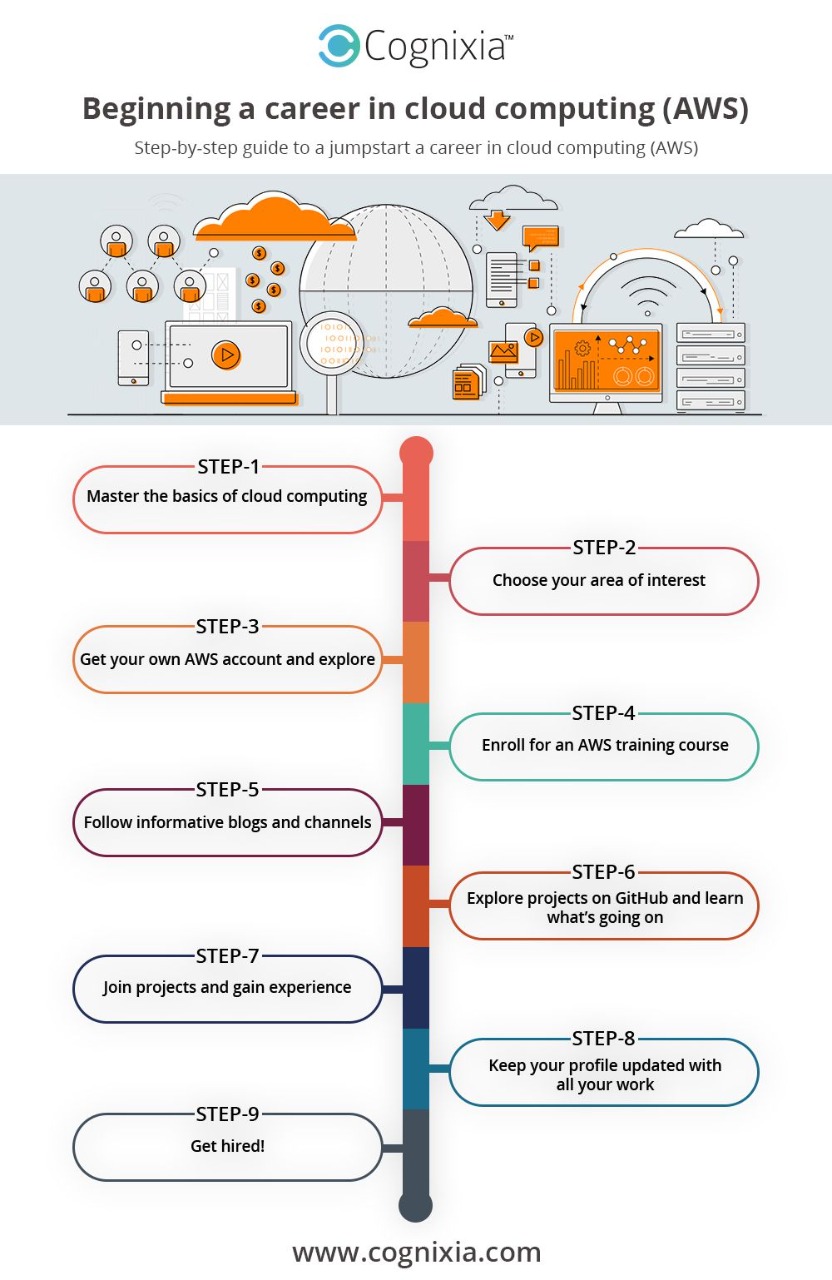 Cognixia™
Beginning a career in cloud computing (AWS)
Step-by-step guide to a jumpstart a career in cloud computing (AWS)
STEP-1
Master the basics of cloud computing
STEP-2
Choose your area of interest
STEP-3
Get your own AWS account and explore
STEP-4
Enroll for an AWS training course
STEP-5
Follow informative blogs and channels
STEP-6
Explore projects on GitHub and learn
what's going on
STEP-7
Join projects and gain experience
STEP-8
Keep your profile updated with
all your work
STEP-9
Get hired!
www.cognixia.com